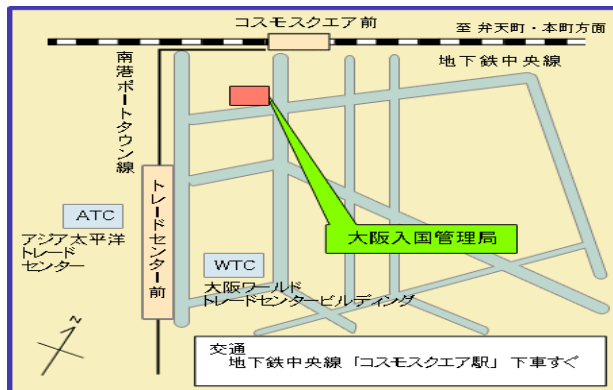 コスモスクエア前
至 弁天町・本町方面
地下鉄中央線
南港ポートタウン線
トレードセンター前
ATC
アジア太平洋
トレード
センター
大阪入国管理局
WTC
大阪ワールド
トレードセンタービルディング
N
交通
地下鉄中央線「コスモスクエア駅」下車すぐ